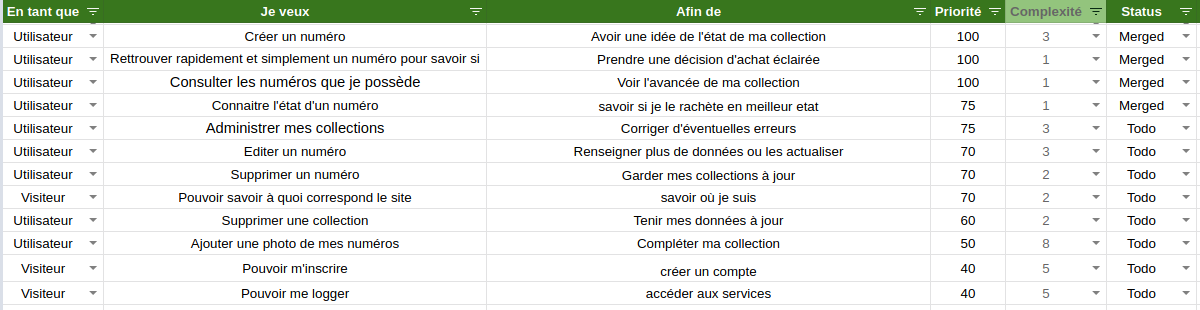 En tant que Je veux Afin de Priorité Complexité Status
Utilisateur Créer un numéro Avoir une idée de l'état de ma collection 100 3 Merged
Utilisateur Rettrouver rapidement et simplement un numéro pour savoir si Prendre une décision d'achat éclairée 100 1 Merged
Utilisateur Consulter les numéros que je possède Voir l'avancée de ma collection 100 1 Merged
Utilisateur Connaitre l'état d'un numéro savoir si je le rachète en meilleur etat 75 1 Merged
Utilisateur Administrer mes collections Corriger d'éventuelles erreurs 75 3 Todo
Utilisateur Editer un numéro Renseigner plus de données ou les actualiser 70 3 Todo
Utilisateur Supprimer un numéro Garder mes collections à jour 70 2 Todo
Visiteur Pouvoir savoir à quoi correspond le site savoir où je suis 70 2 Todo
Utilisateur Supprimer une collection Tenir mes données à jour 60 2 Todo
Utilisateur Ajouter une photo de mes numéros Compléter ma collection 50 8 Todo
Visiteur Pouvoir m'inscrire créer un compte 40 5 Todo
Visiteur Pouvoir me logger accéder aux services 40 5 Todo